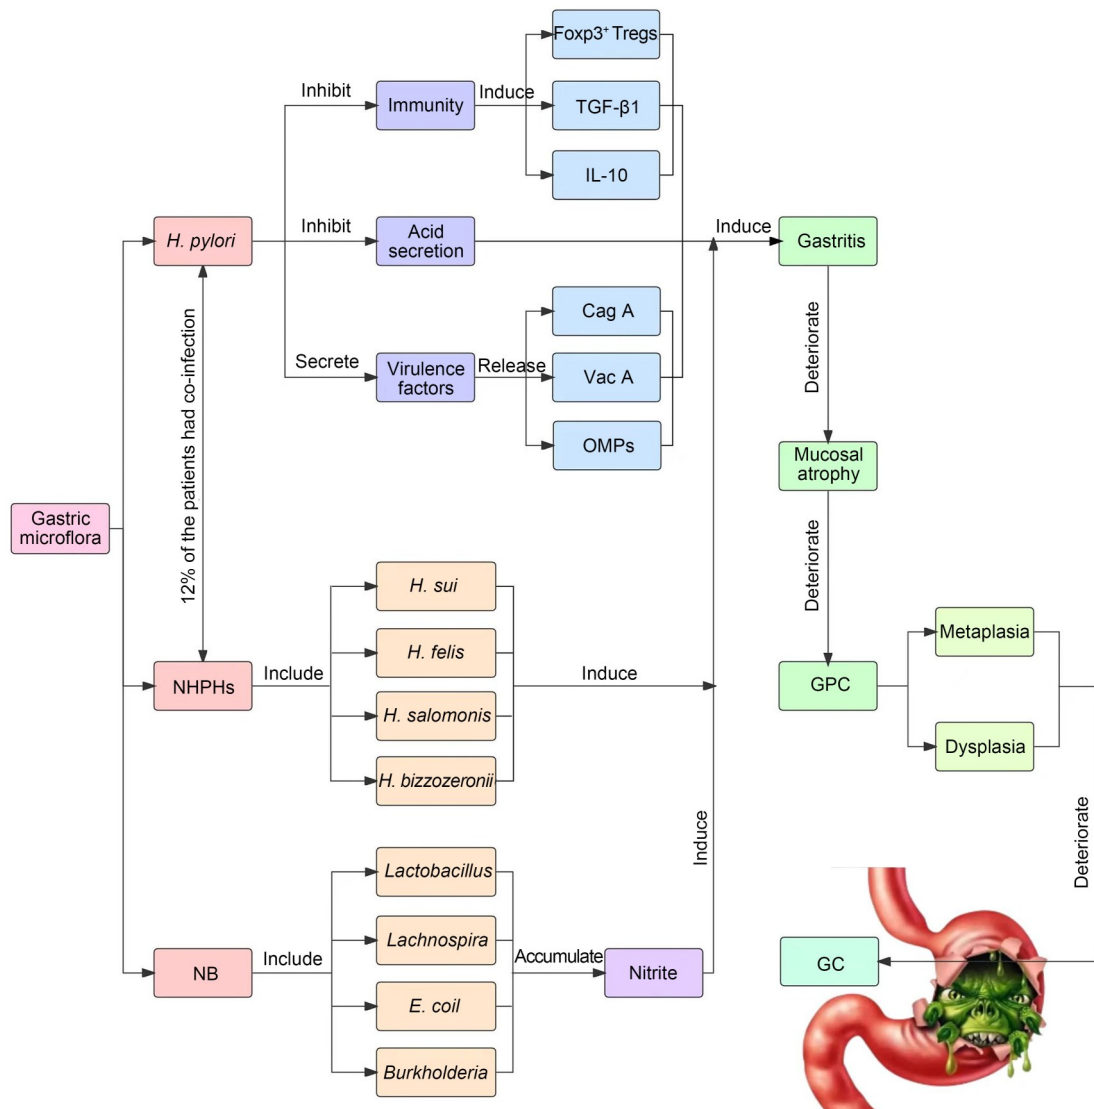 Foxp3⁺ Tregs
Inhibit
Immunity
Induce
TGF-β1
IL-10
H. pylori
Inhibit
Acid
secretion
Induce
Gastritis
Cag A
Secrete
Virulence
factors
Release
Vac A
OMPs
12% of the patients had co-infection
Deteriorate
Mucosal
atrophy
Deteriorate
Gastric
microflora
H. sui
H. felis
NHPHs
Include
H. salomonis
H. bizzozeronii
Induce
GPC
Metaplasia
Dysplasia
Deteriorate
Induce
Lactobacillus
Lachnospira
NB
Include
E. coil
Burkholderia
Accumulate
Nitrite
GC